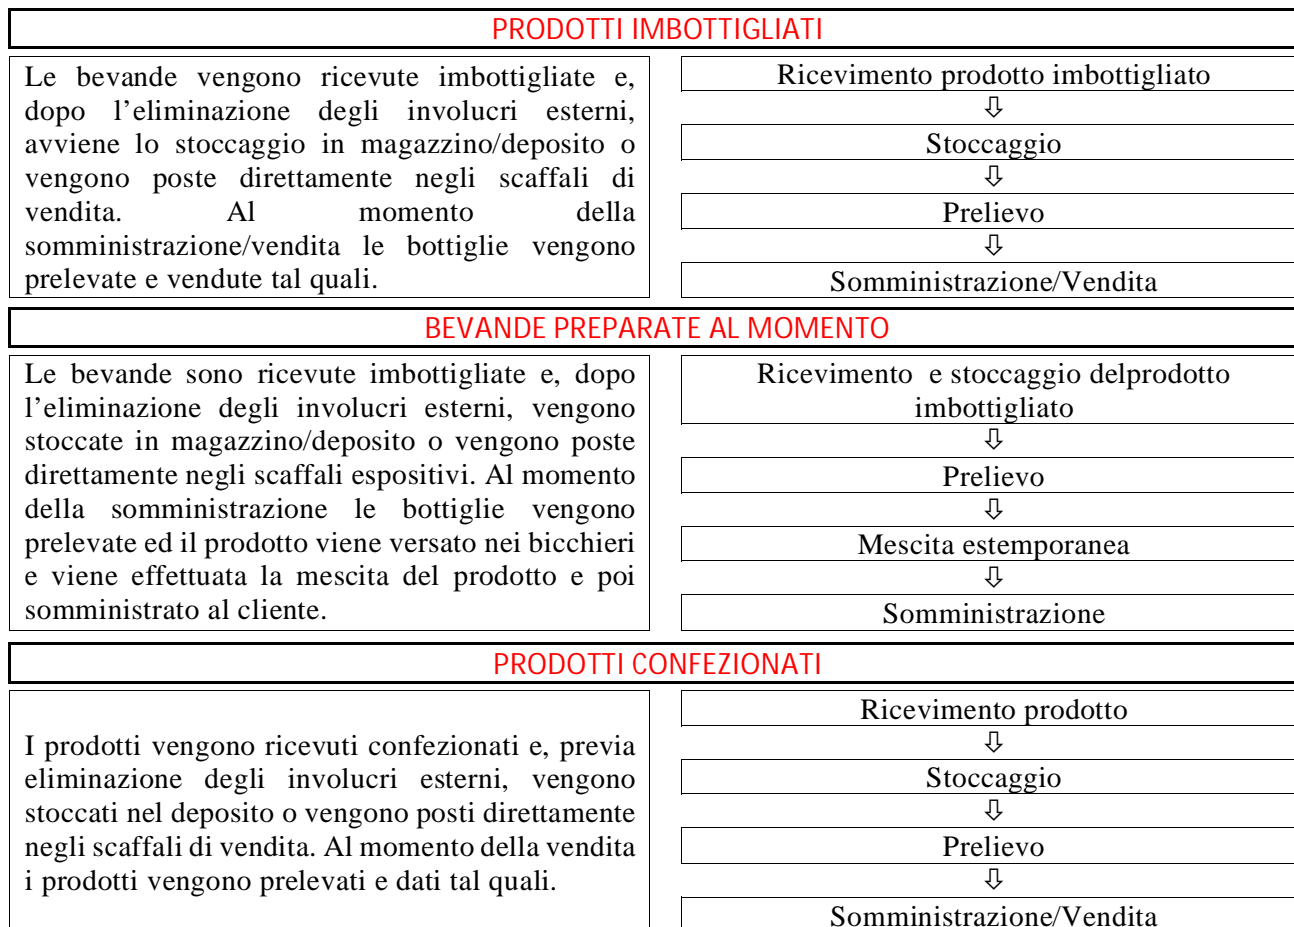 PRODOTTI IMBOTTIGLIATI
Le bevande vengono ricevute imbottigliate e,
dopo l’eliminazione degli involucri esterni,
avviene lo stoccaggio in magazzino/deposito o
vengono poste direttamente negli scaffali di
vendita. Al momento della
somministrazione/vendita le bottiglie vengono
prelevate e vendute tal quali.
Ricevimento prodotto imbottigliato
⇩
Stoccaggio
⇩
Prelievo
⇩
Somministrazione/Vendita
BEVANDE PREPARATE AL MOMENTO
Le bevande sono ricevute imbottigliate e, dopo
l’eliminazione degli involucri esterni, vengono
stoccate in magazzino/deposito o vengono poste
direttamente negli scaffali espositivi. Al momento
della somministrazione le bottiglie vengono
prelevate ed il prodotto viene versato nei bicchieri
e viene effettuata la mescita del prodotto e poi
somministrato al cliente.
Ricevimento e stoccaggio delprodotto
imbottigliato
⇩
Prelievo
⇩
Mescita estemporanea
⇩
Somministrazione
PRODOTTI CONFEZIONATI
I prodotti vengono ricevuti confezionati e, previa
eliminazione degli involucri esterni, vengono
stoccati nel deposito o vengono posti direttamente
negli scaffali di vendita. Al momento della vendita
i prodotti vengono prelevati e dati tal quali.
Ricevimento prodotto
⇩
Stoccaggio
⇩
Prelievo
⇩
Somministrazione/Vendita